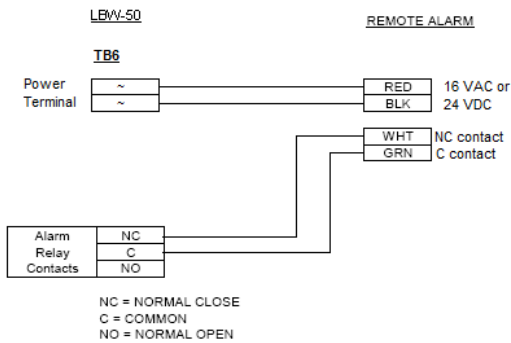 LBW-50
REMOTE ALARM
TB6
Power ~ RED 16 VAC or
Terminal ~ BLK 24 VDC
WHT NC contact
GRN C contact
Alarm NC
Relay C
Contacts NO
NC = NORMAL CLOSE
C = COMMON
NO = NORMAL OPEN